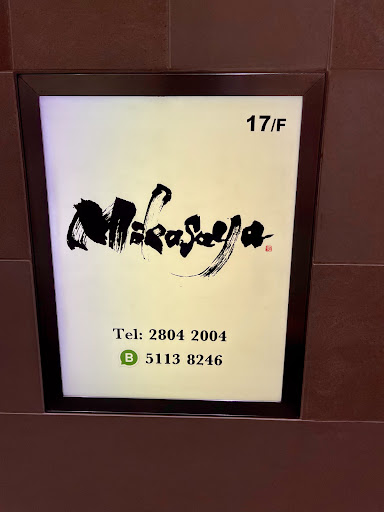 17/F
Mikasaya
Tel: 2804 2004
B 5113 8246